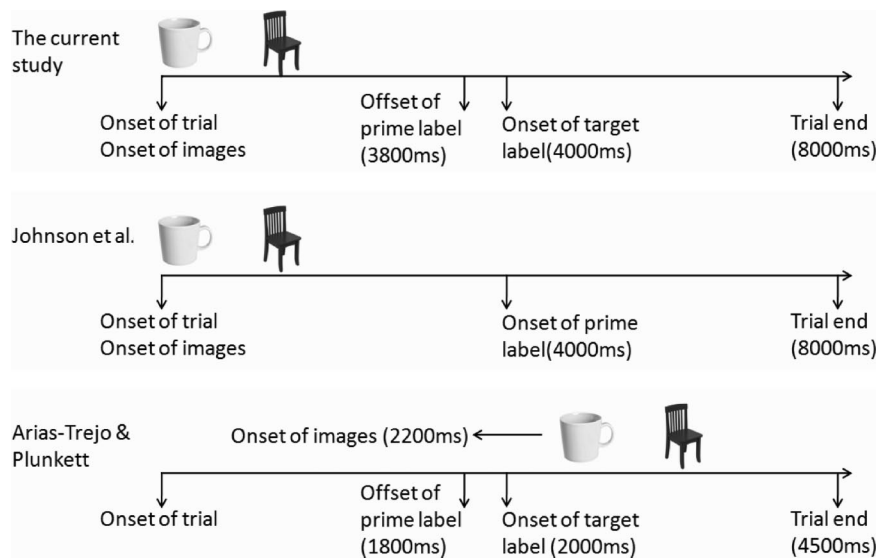 The current
study
Offset of
prime label
(3800ms)
Onset of trial
Onset of images
Onset of target
label(4000ms)
Trial end
(8000ms)
Johnson et al.
Onset of trial
Onset of images
Onset of prime
label(4000ms)
Trial end
(8000ms)
Arias-Trejo &
Plunkett
Onset of images (2200ms)
Offset of
prime label
(1800ms)
Onset of trial
Onset of target
label (2000ms)
Trial end
(4500ms)